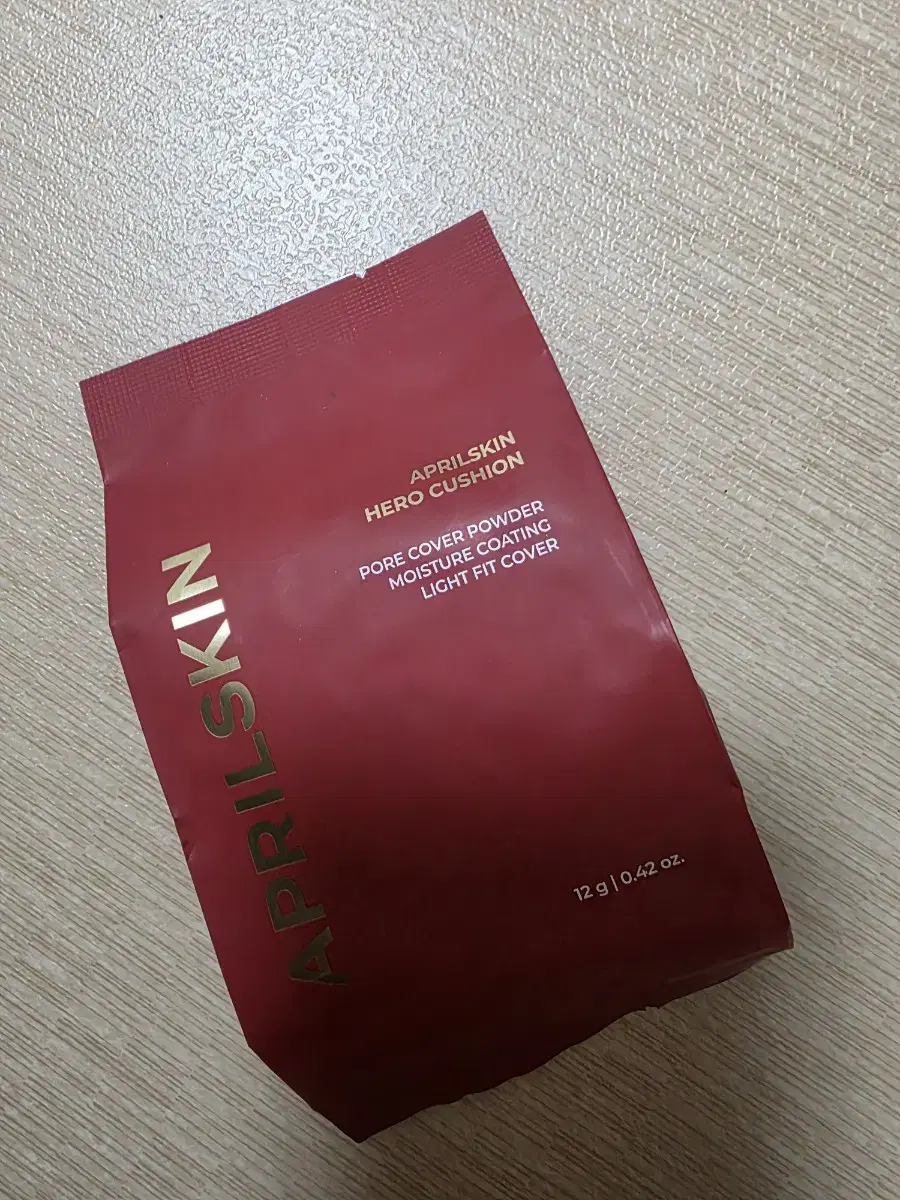 APRILSKIN
HERO CUSHION
PORE COVER POWDER
MOISTURE COATING
LIGHT FIT COVER
APRILSKIN
12 g | 0.42 oz.